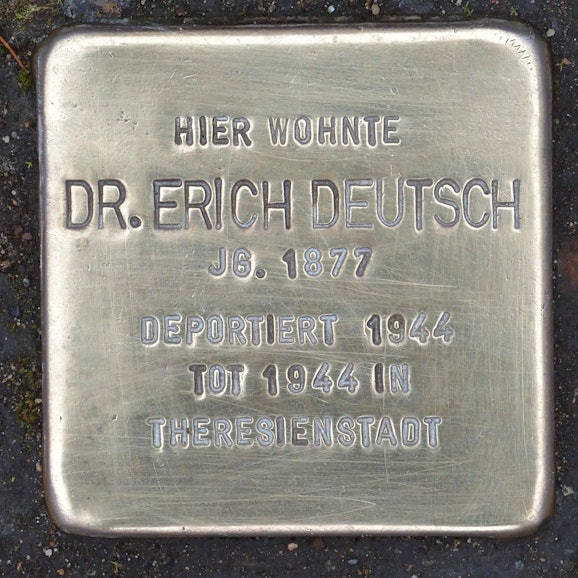 HIER WOHNTE
DR. ERICH DEUTSCH
JG. 1877
DEPORTIERT 1944
TOT 1944 IN
THERESIENSTADT